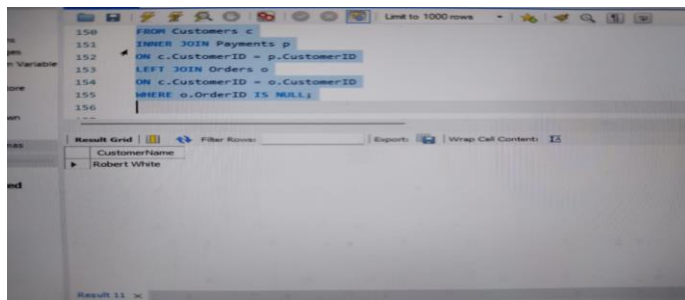 Limit to 1000 rows
150 FROM Customers c
151 INNER JOIN Payments p
152 ON c.CustomerID = p.CustomerID
153 LEFT JOIN Orders o
154 ON c.CustomerID = o.CustomerID
155 WHERE o.OrderID IS NULL;
156
Variable
Result Grid Filter Rows: Export: Wrap Cell Content: IA
CustomerName
Robert White
Result 11